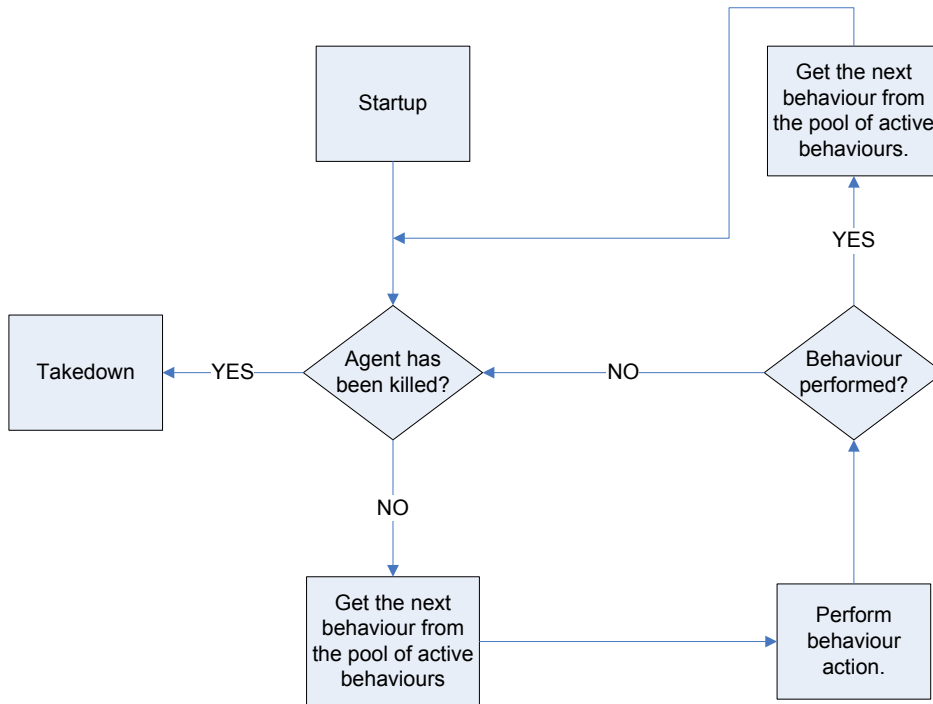 Startup
Get the next
behaviour from
the pool of active
behaviours.
YES
Takedown
YES
Agent has
been killed?
NO
Behaviour
performed?
NO
Get the next
behaviour from
the pool of active
behaviours
Perform
behaviour
action.